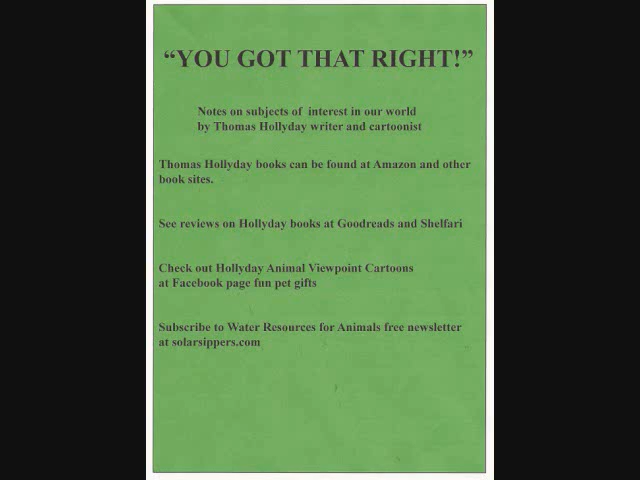 “YOU GOT THAT RIGHT!”
Notes on subjects of interest in our world
by Thomas Hollyday writer and cartoonist
Thomas Hollyday books can be found at Amazon and other
book sites.
See reviews on Hollyday books at Goodreads and Shelfari
Check out Hollyday Animal Viewpoint Cartoons
at Facebook page fun pet gifts
Subscribe to Water Resources for Animals free newsletter
at solarsippers.com